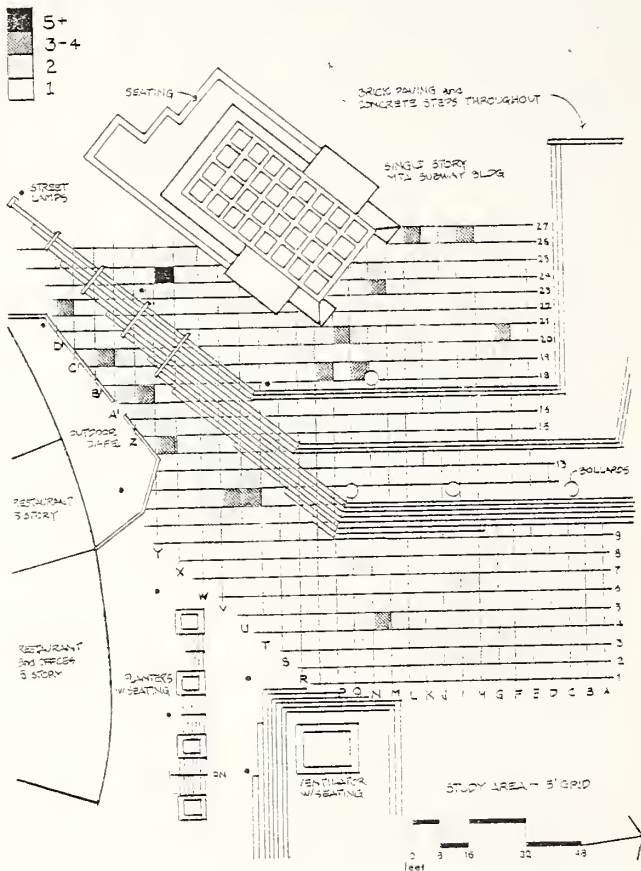 5+
3-4
2
1
SEATING
BRICK PAVING and
CONCRETE STEPS THROUGHOUT
STREET
LAMPS
SINGLE STORY
MTA SUBWAY BLDG
27
26
25
24
23
22
21
20
19
18
D'
C'
B'
A'
Z
16
15
OUTDOOR
CAFE
13
BOLLARDS
RESTAURANT
3 STORY
9
8
7
6
5
4
3
2
1
Y
X
W
V
U
T
S
R
P O N M L K J I H G F E D C B A
RESTAURANT
and OFFICES
3 STORY
PLANTERS
W/SEATING
VENTILATOR
W/SEATING
STUDY AREA - 5' GRID
0 8 16 32 48
feet